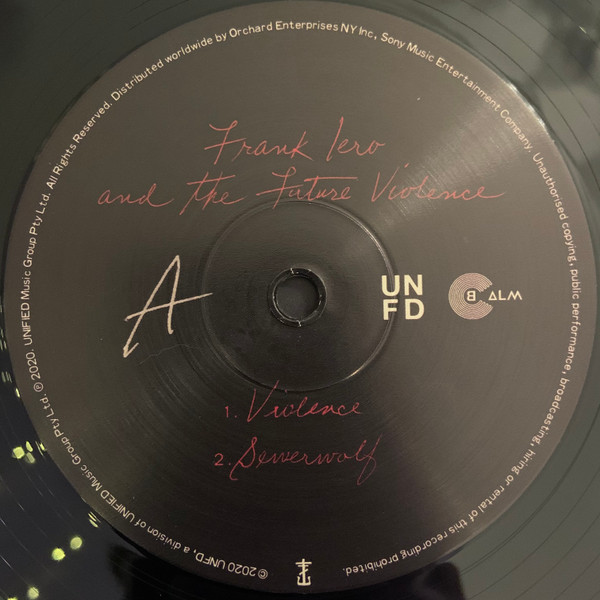 Frank Iero
and the Future Violence
A
UN
FD
B CALM
1. Violence
2. Sewerwolf
© 2020 UNFD, a division of UNIFIED Music Group Pty Ltd. ℗ 2020. UNIFIED Music Group Pty Ltd. All Rights Reserved. Distributed worldwide by Orchard Enterprises NY Inc, Sony Music Entertainment Company. Unauthorised copying, public performance, broadcasting, hiring or rental of this recording prohibited.